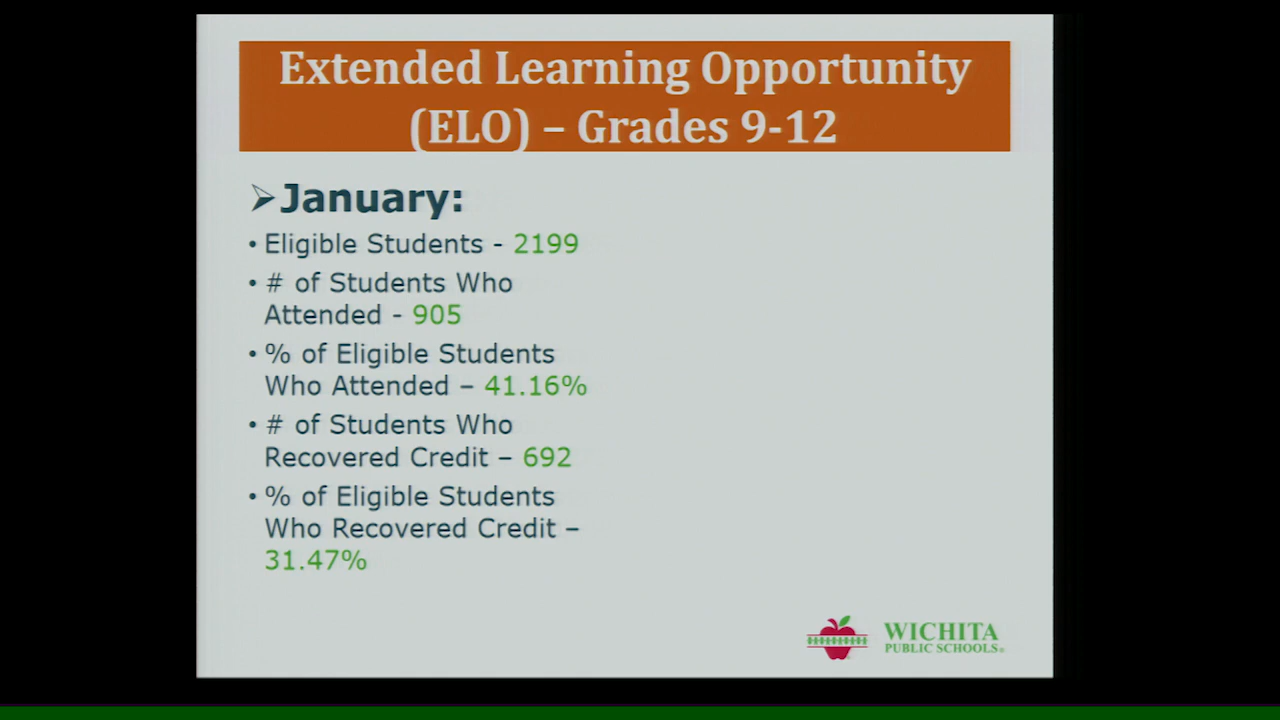 Extended Learning Opportunity
(ELO) – Grades 9-12
➢January:
• Eligible Students - 2199
• # of Students Who
Attended - 905
• % of Eligible Students
Who Attended – 41.16%
• # of Students Who
Recovered Credit – 692
• % of Eligible Students
Who Recovered Credit –
31.47%
WICHITA
PUBLIC SCHOOLS